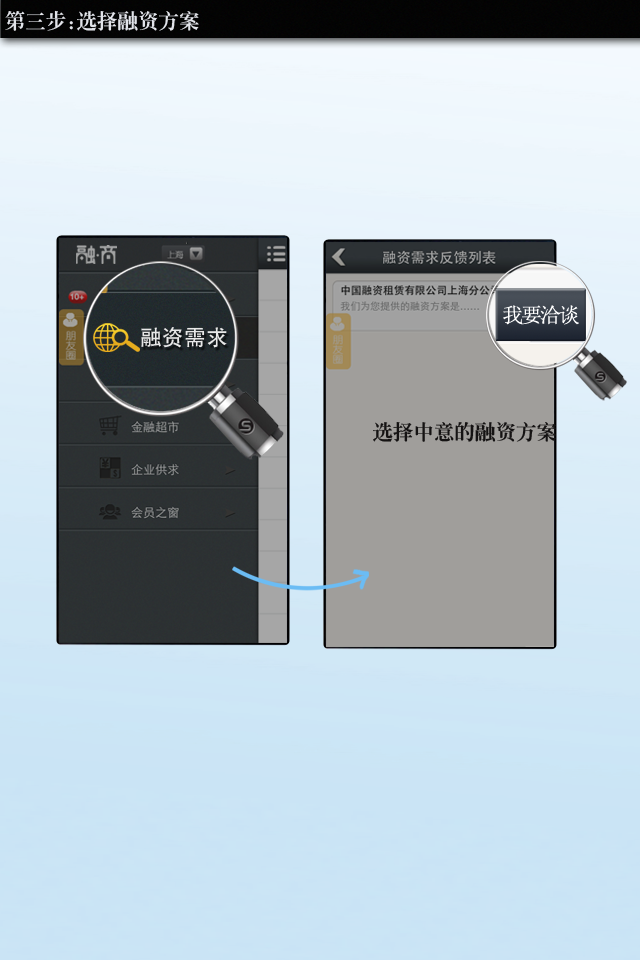 第三步:选择融资方案
融·商
上海
10+
朋友圈
融资需求
金融超市
企业供求
会员之窗
融资需求反馈列表
中国融资租赁有限公司上海分公
我们为您提供的融资方案是......
我要洽谈
朋友圈
选择中意的融资方案